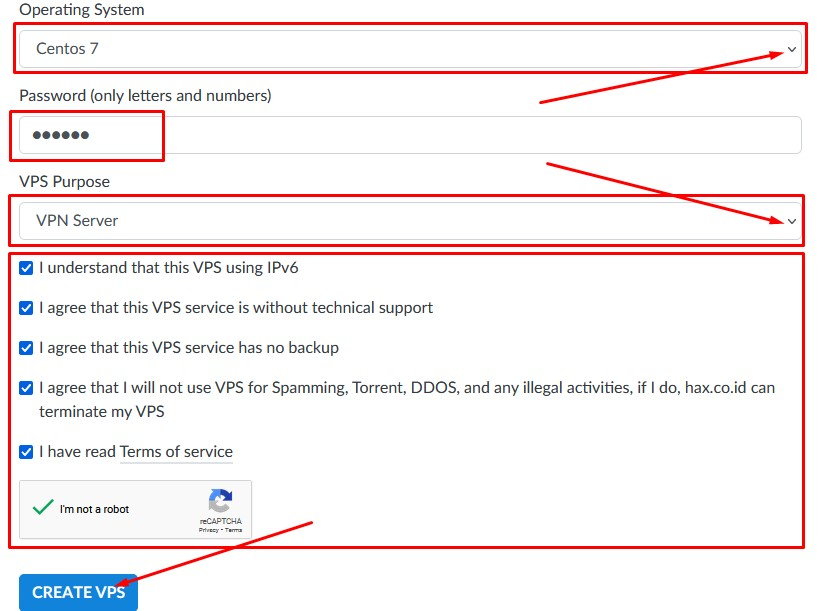 Operating System
Centos 7
Password (only letters and numbers)
●●●●●●
VPS Purpose
VPN Server
I understand that this VPS using IPv6
I agree that this VPS service is without technical support
I agree that this VPS service has no backup
I agree that I will not use VPS for Spamming, Torrent, DDOS, and any illegal activities, if I do, hax.co.id can
terminate my VPS
I have read Terms of service
I'm not a robot
reCAPTCHA
Privacy - Terms
CREATE VPS